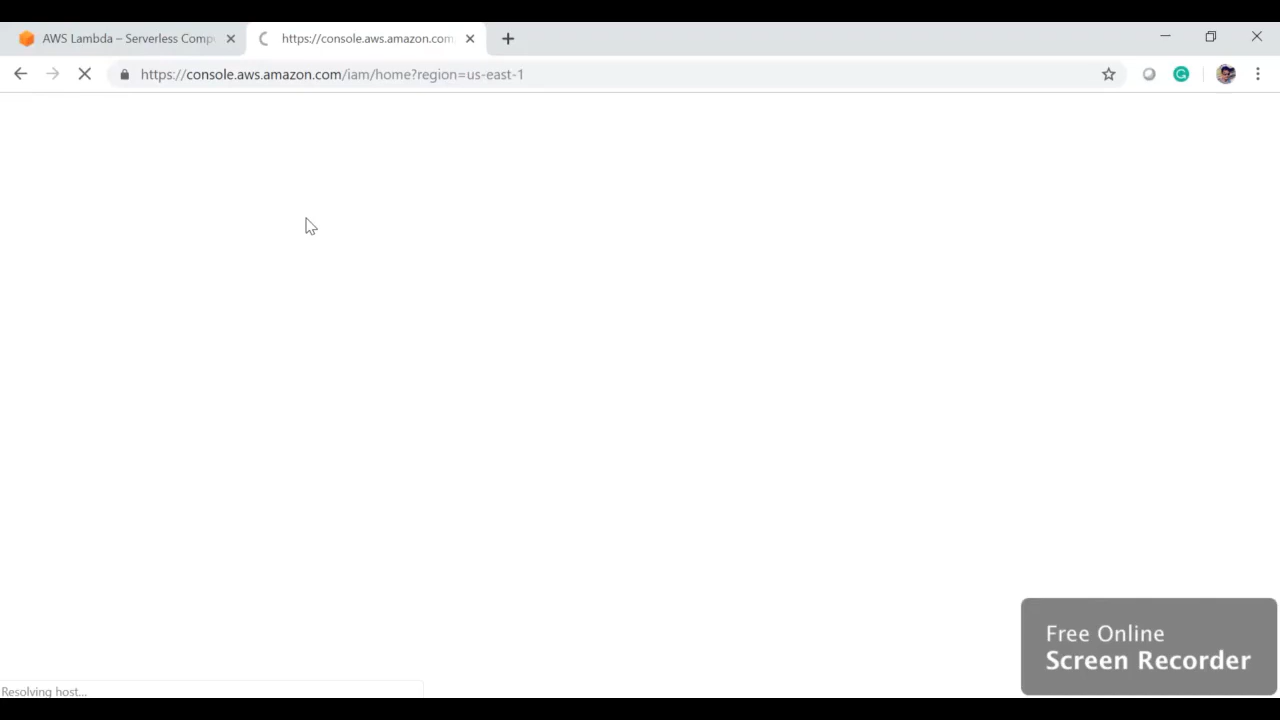 AWS Lambda – Serverless Comp
https://console.aws.amazon.com
https://console.aws.amazon.com/iam/home?region=us-east-1
Free Online
Screen Recorder
Resolving host...